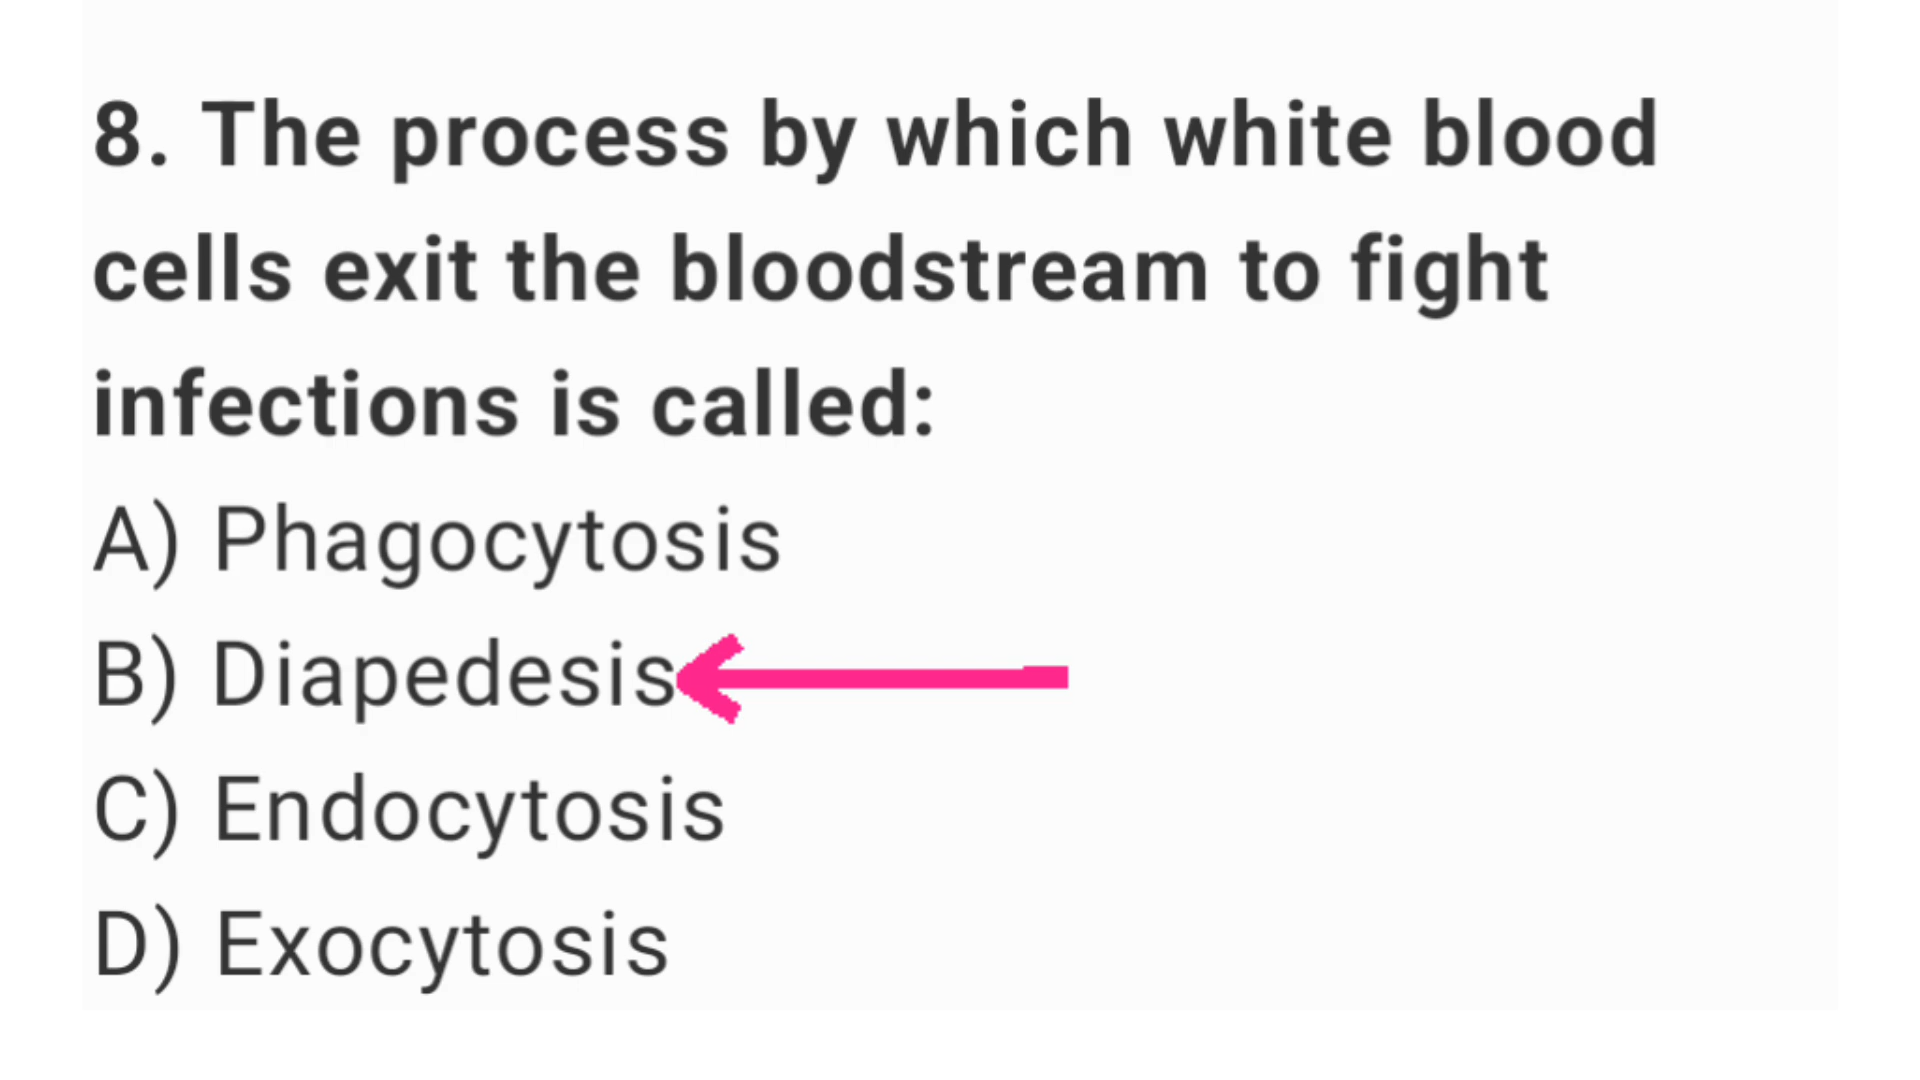 8. The process by which white blood
cells exit the bloodstream to fight
infections is called:
A) Phagocytosis
B) Diapedesis
C) Endocytosis
D) Exocytosis